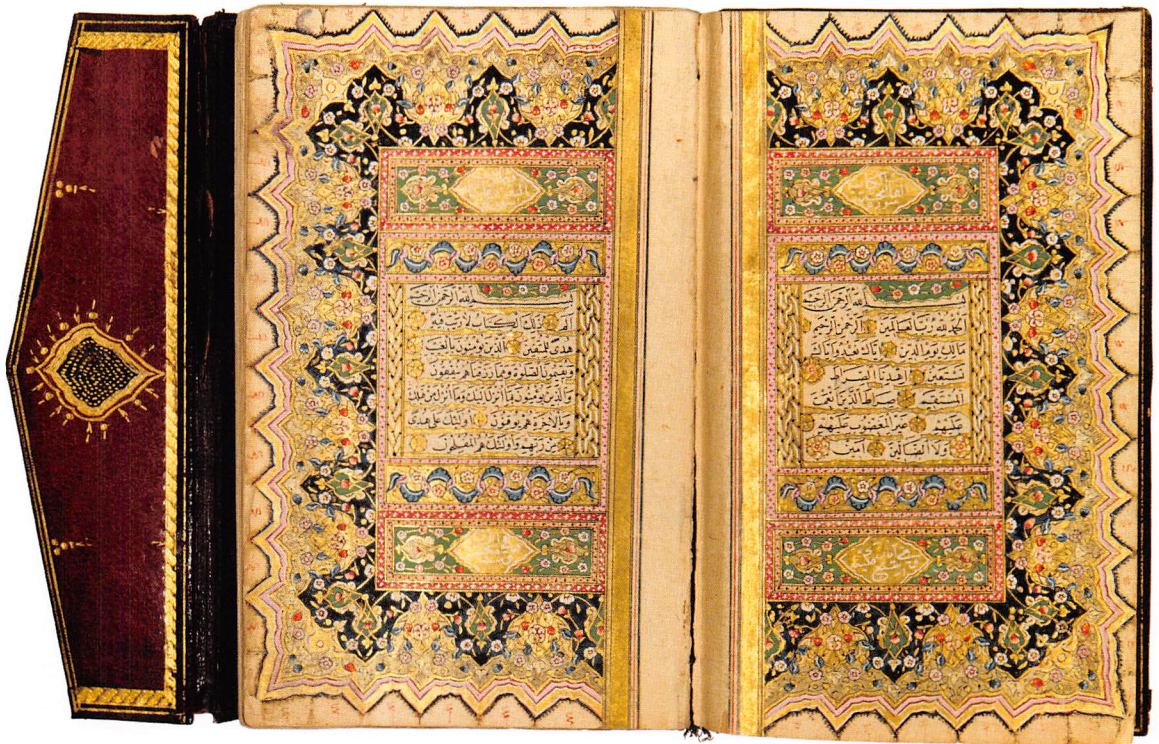 بسم الله الرحمن الرحيم
الحمد لله رب العالمين الرحمن الرحيم
مالك يوم الدين اياك نعبد واياك
نستعين اهدنا الصراط
المستقيم صراط الذين انعمت
عليهم غير المغضوب عليهم
ولا الضالين امين
بسم الله الرحمن الرحيم
الم ذلك الكتاب لا ريب فيه
هدى للمتقين الذين يؤمنون بالغيب
ويقيمون الصلوة ومما رزقناهم ينفقون
والذين يؤمنون بما انزل اليك وما انزل من قبلك
وبالاخرة هم يوقنون اولئك على هدى
من ربهم واولئك هم المفلحون